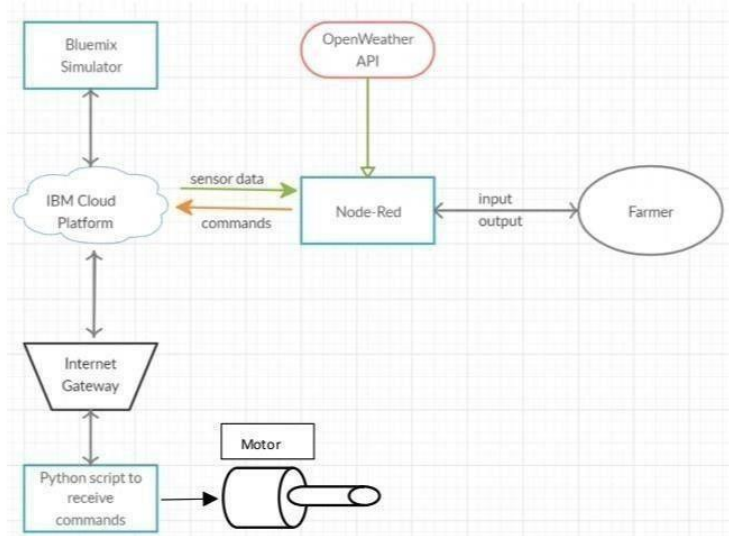 Bluemix
Simulator
OpenWeather
API
sensor data
IBM Cloud
Platform
commands
Node-Red
input
output
Farmer
Internet
Gateway
Motor
Python script to
receive
commands